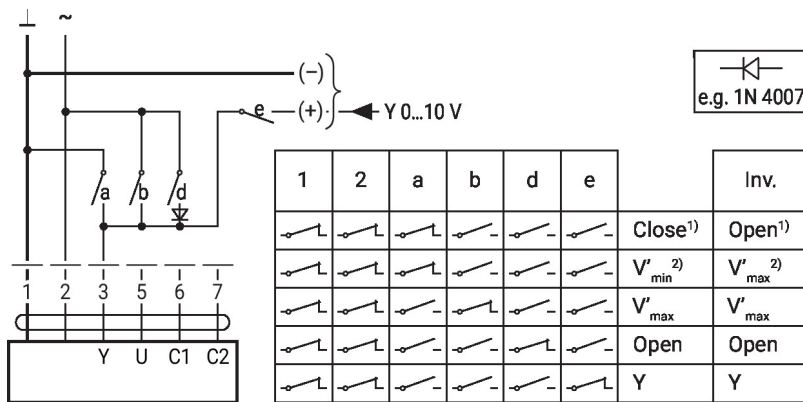 ⊥ ~
(–)
e (+) Y 0...10 V
e.g. 1N 4007
a b d
1 2 3 5 6 7
Y U C1 C2
1 2 a b d e Inv.
Close¹⁾ Open¹⁾
V'min²⁾ V'max²⁾
V'max V'max
Open Open
Y Y